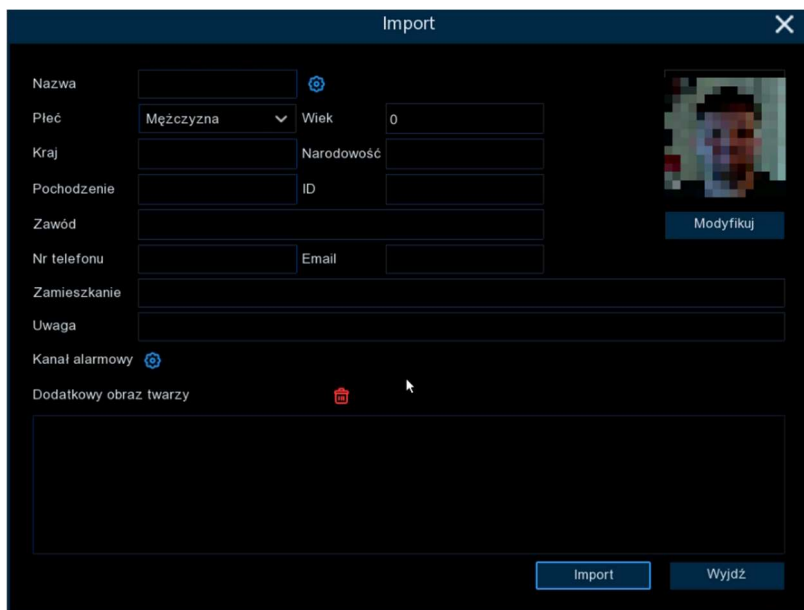 Import
Nazwa
Płeć Mężczyzna Wiek 0
Kraj Narodowość
Pochodzenie ID
Zawód Modyfikuj
Nr telefonu Email
Zamieszkanie
Uwaga
Kanał alarmowy
Dodatkowy obraz twarzy
Import Wyjdź